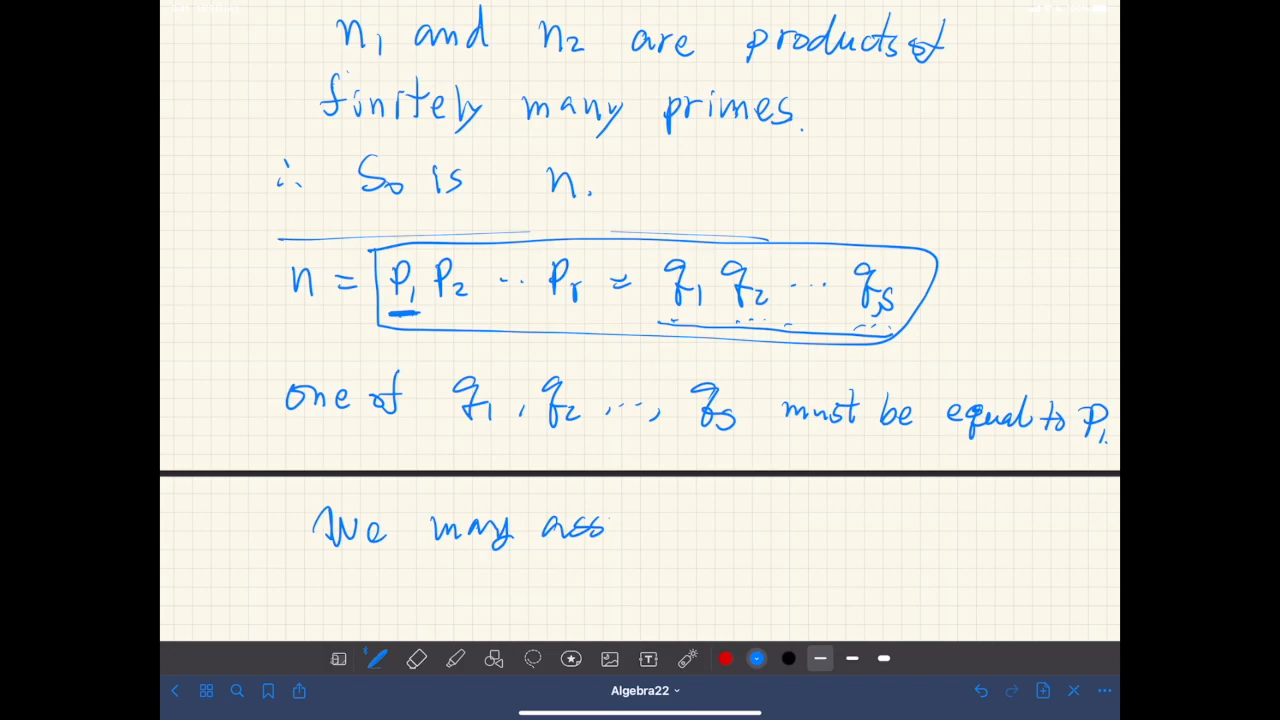 n₁ and n₂ are products of
finitely many primes.
∴ So is n.
n = p₁ p₂ ... pᵣ = q₁ q₂ ... qₛ
one of q₁, q₂, ..., qₛ must be equal to p₁.
We may ass
Algebra22